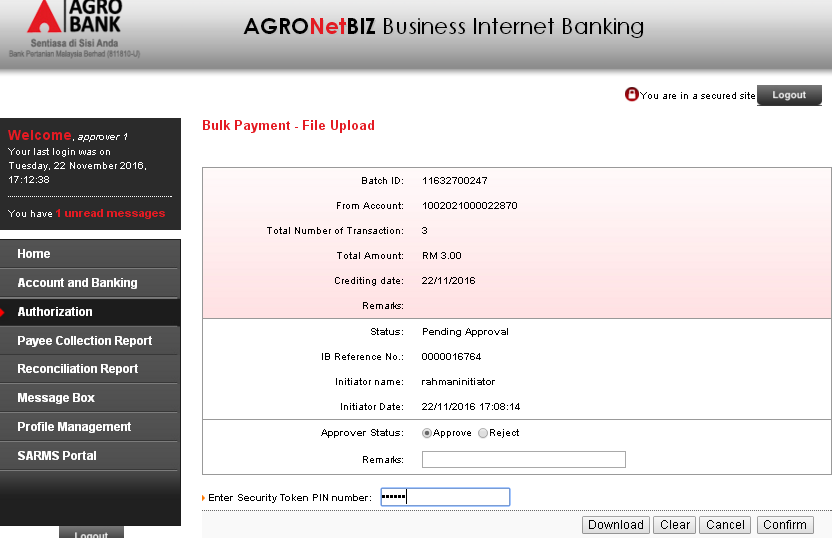 AGRO
BANK
Sentiasa di Sisi Anda
Bank Pertanian Malaysia Berhad (811810-U)
AGRONetBIZ Business Internet Banking
You are in a secured site
Logout
Welcome, approver 1
Your last login was on
Tuesday, 22 November 2016,
17:12:38
You have 1 unread messages
Home
Account and Banking
Authorization
Payee Collection Report
Reconciliation Report
Message Box
Profile Management
SARMS Portal
Logout
Bulk Payment - File Upload
Batch ID: 11632700247
From Account: 1002021000022870
Total Number of Transaction: 3
Total Amount: RM 3.00
Crediting date: 22/11/2016
Remarks:
Status: Pending Approval
IB Reference No.: 0000016764
Initiator name: rahmaninitiator
Initiator Date: 22/11/2016 17:08:14
Approver Status: Approve Reject
Remarks:
Enter Security Token PIN number: ••••••
Download Clear Cancel Confirm